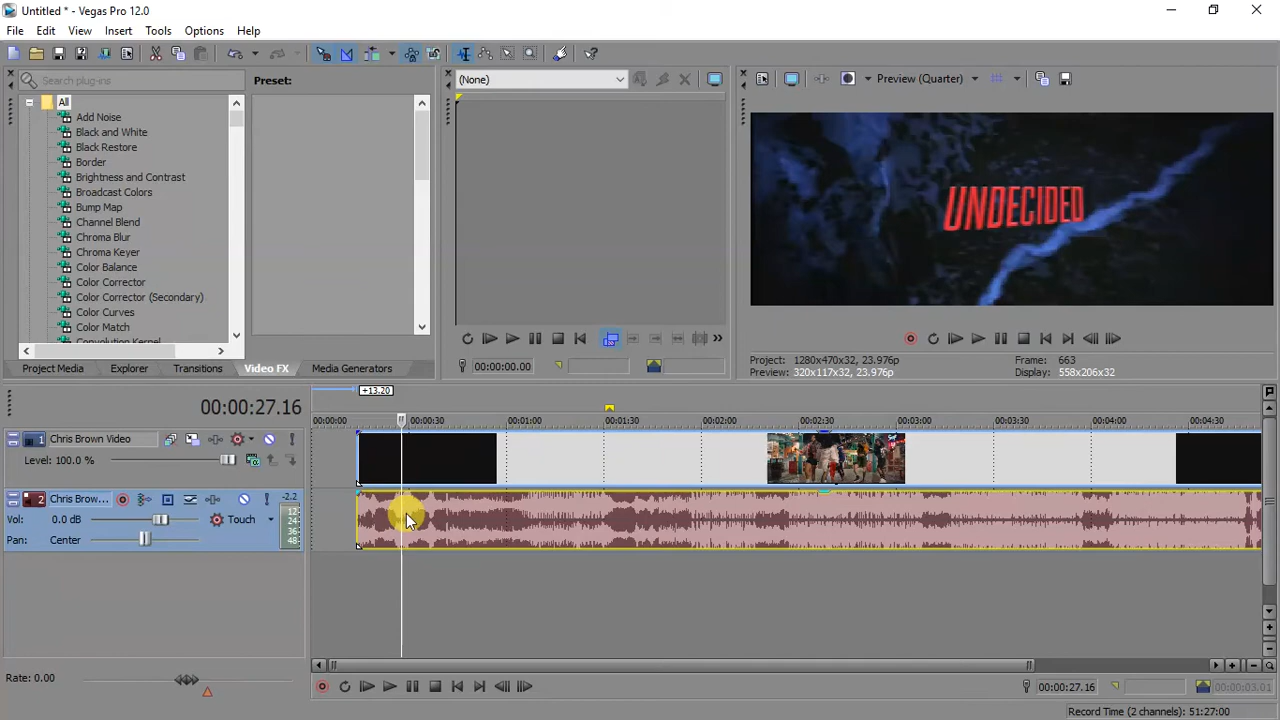 Untitled * - Vegas Pro 12.0
File Edit View Insert Tools Options Help
Search plug-ins
Preset:
(None)
Preview (Quarter)
All
Add Noise
Black and White
Black Restore
Border
Brightness and Contrast
Broadcast Colors
Bump Map
Channel Blend
Chroma Blur
Chroma Keyer
Color Balance
Color Corrector
Color Corrector (Secondary)
Color Curves
Color Match
Convolution Kernel
UNDECIDED
00:00:00.00
Project: 1280x470x32, 23.976p
Preview: 320x117x32, 23.976p
Frame: 663
Display: 558x206x32
Project Media Explorer Transitions Video FX Media Generators
+13.20
00:00:27.16
00:00:00 00:00:30 00:01:00 00:01:30 00:02:00 00:02:30 00:03:00 00:03:30 00:04:00 00:04:30
1 Chris Brown Video
Level: 100.0 %
2 Chris Brow...
-2.2
Vol: 0.0 dB Touch
Pan: Center
12
24
36
48
Rate: 0.00
00:00:27.16
00:00:03.01
Record Time (2 channels): 51:27:00